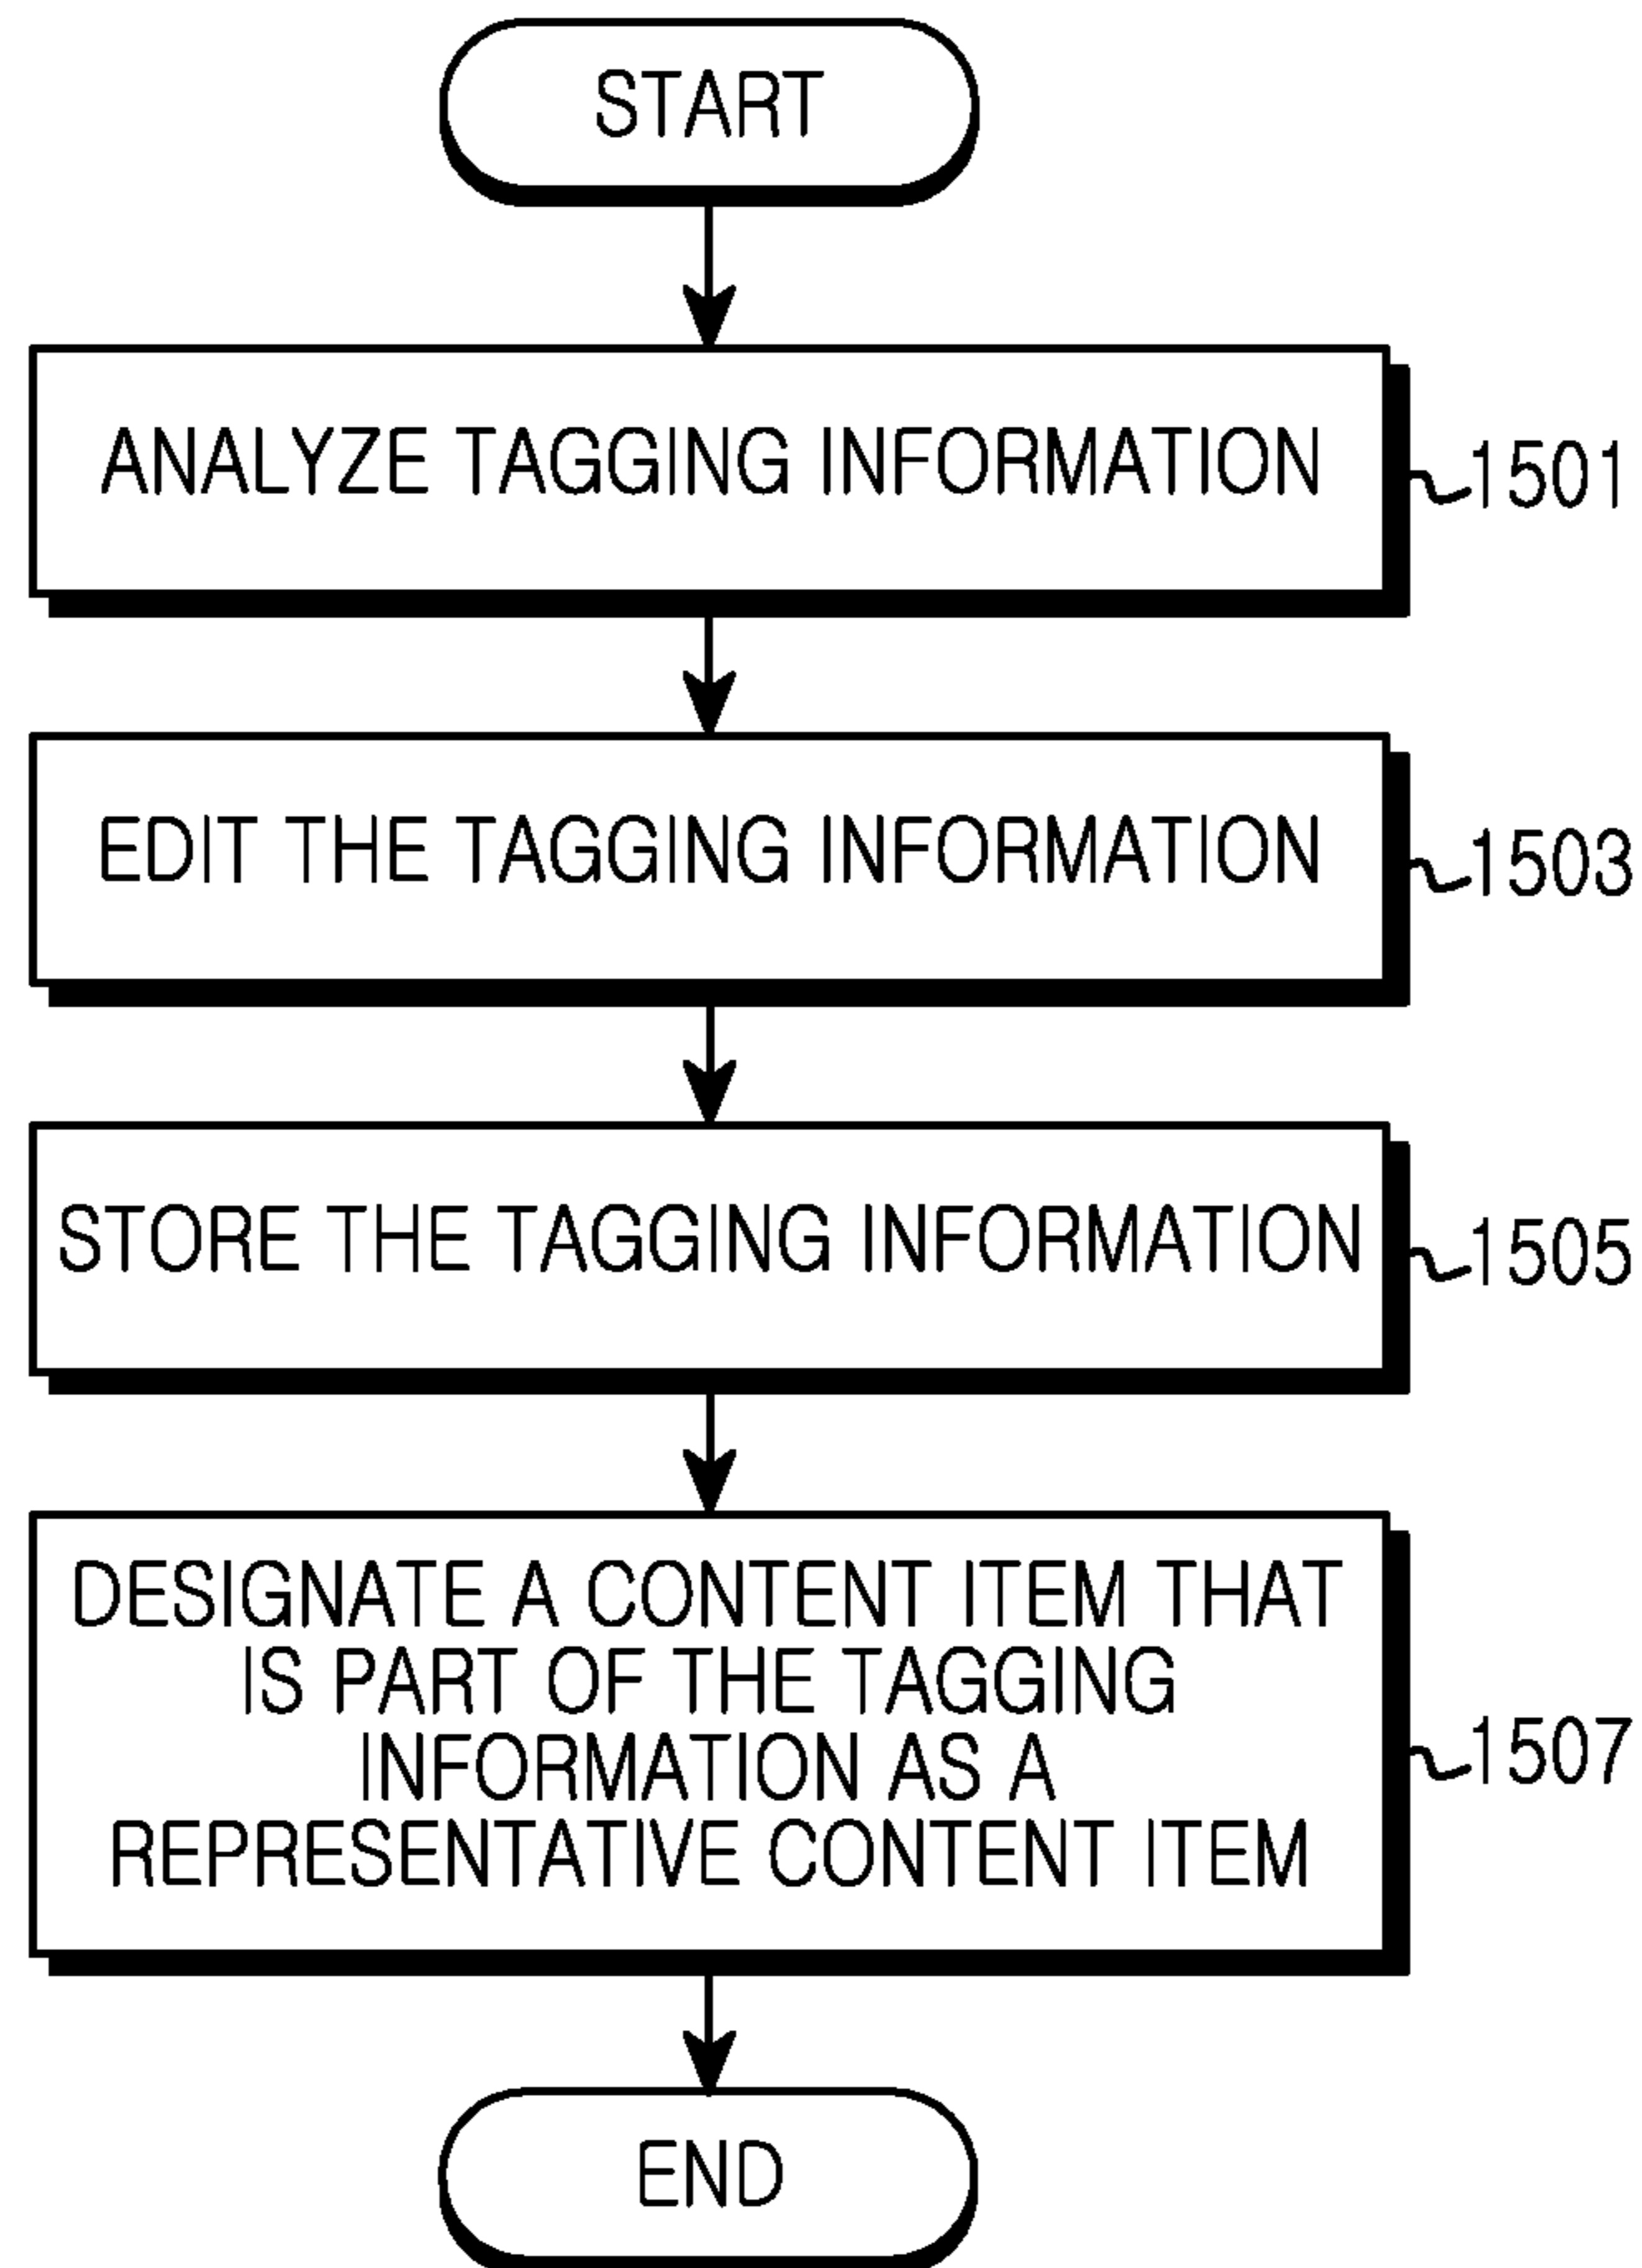 START
ANALYZE TAGGING INFORMATION
1501
EDIT THE TAGGING INFORMATION
1503
STORE THE TAGGING INFORMATION
1505
DESIGNATE A CONTENT ITEM THAT
IS PART OF THE TAGGING
INFORMATION AS A
REPRESENTATIVE CONTENT ITEM
1507
END